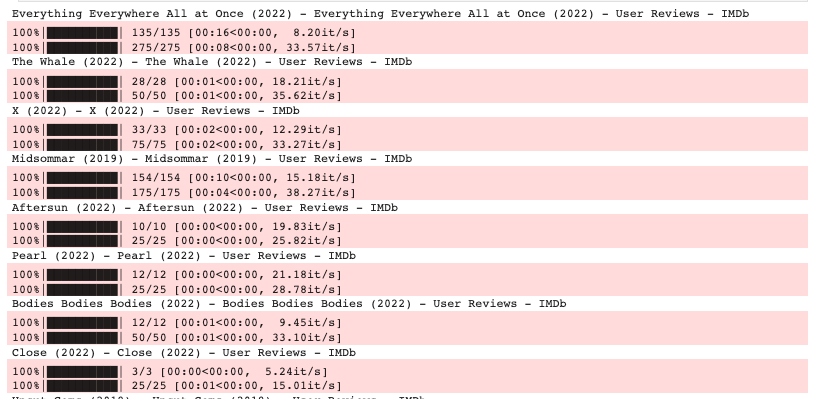 Everything Everywhere All at Once (2022) - Everything Everywhere All at Once (2022) - User Reviews - IMDb
100%|██████████| 135/135 [00:16<00:00,  8.20it/s]
100%|██████████| 275/275 [00:08<00:00, 33.57it/s]
The Whale (2022) - The Whale (2022) - User Reviews - IMDb
100%|██████████| 28/28 [00:01<00:00, 18.21it/s]
100%|██████████| 50/50 [00:01<00:00, 35.62it/s]
X (2022) - X (2022) - User Reviews - IMDb
100%|██████████| 33/33 [00:02<00:00, 12.29it/s]
100%|██████████| 75/75 [00:02<00:00, 33.27it/s]
Midsommar (2019) - Midsommar (2019) - User Reviews - IMDb
100%|██████████| 154/154 [00:10<00:00, 15.18it/s]
100%|██████████| 175/175 [00:04<00:00, 38.27it/s]
Aftersun (2022) - Aftersun (2022) - User Reviews - IMDb
100%|██████████| 10/10 [00:00<00:00, 19.83it/s]
100%|██████████| 25/25 [00:00<00:00, 25.82it/s]
Pearl (2022) - Pearl (2022) - User Reviews - IMDb
100%|██████████| 12/12 [00:00<00:00, 21.18it/s]
100%|██████████| 25/25 [00:00<00:00, 28.78it/s]
Bodies Bodies Bodies (2022) - Bodies Bodies Bodies (2022) - User Reviews - IMDb
100%|██████████| 12/12 [00:01<00:00,  9.45it/s]
100%|██████████| 50/50 [00:01<00:00, 33.10it/s]
Close (2022) - Close (2022) - User Reviews - IMDb
100%|██████████| 3/3 [00:00<00:00,  5.24it/s]
100%|██████████| 25/25 [00:01<00:00, 15.01it/s]